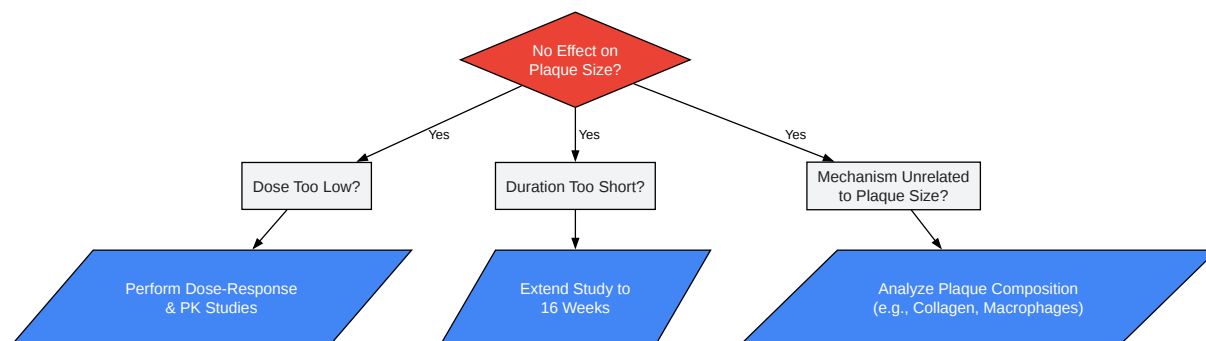 No Effect on
Plaque Size?
Yes
Yes
Yes
Dose Too Low?
Duration Too Short?
Mechanism Unrelated
to Plaque Size?
Perform Dose-Response
& PK Studies
Extend Study to
16 Weeks
Analyze Plaque Composition
(e.g., Collagen, Macrophages)